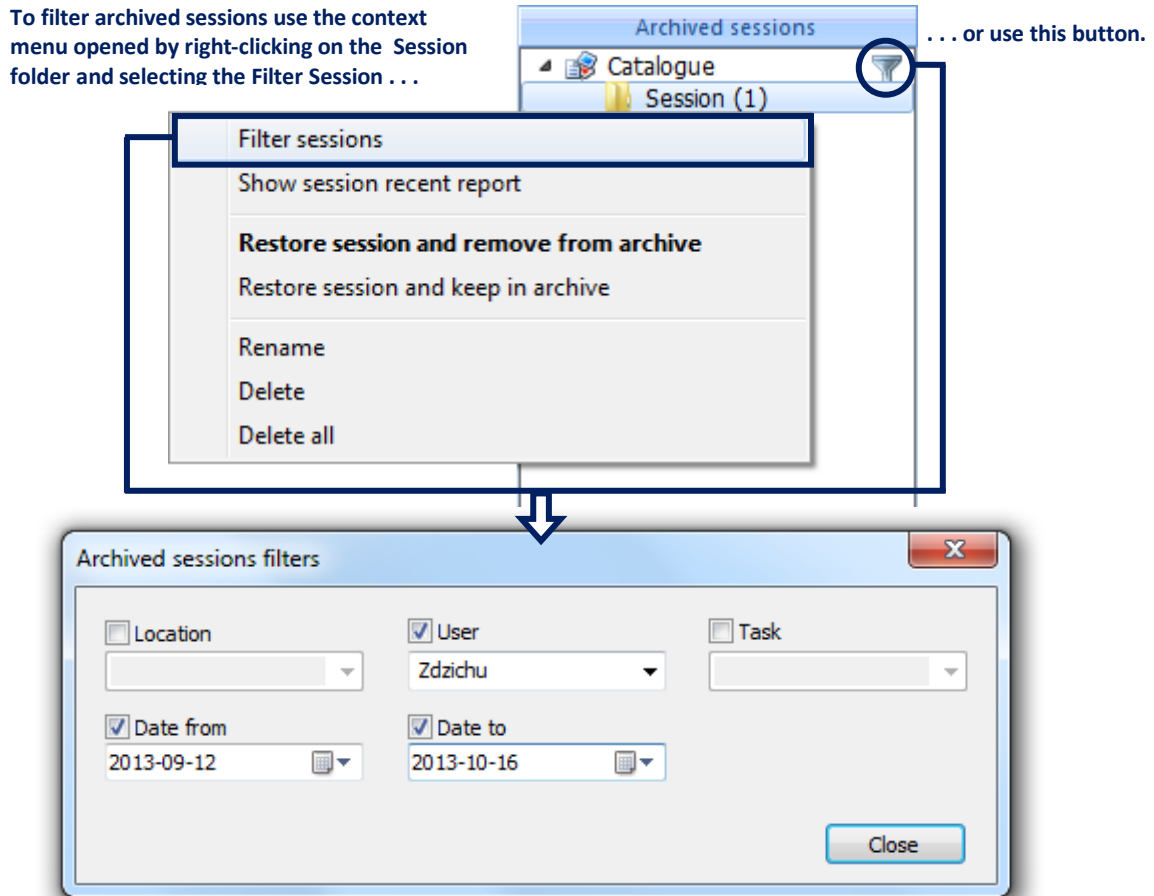 To filter archived sessions use the context
menu opened by right-clicking on the Session
folder and selecting the Filter Session . . .
Archived sessions
. . . or use this button.
Catalogue
Session (1)
Filter sessions
Show session recent report
Restore session and remove from archive
Restore session and keep in archive
Rename
Delete
Delete all
Archived sessions filters
Location
User
Task
Zdzichu
Date from
Date to
2013-09-12
2013-10-16
Close